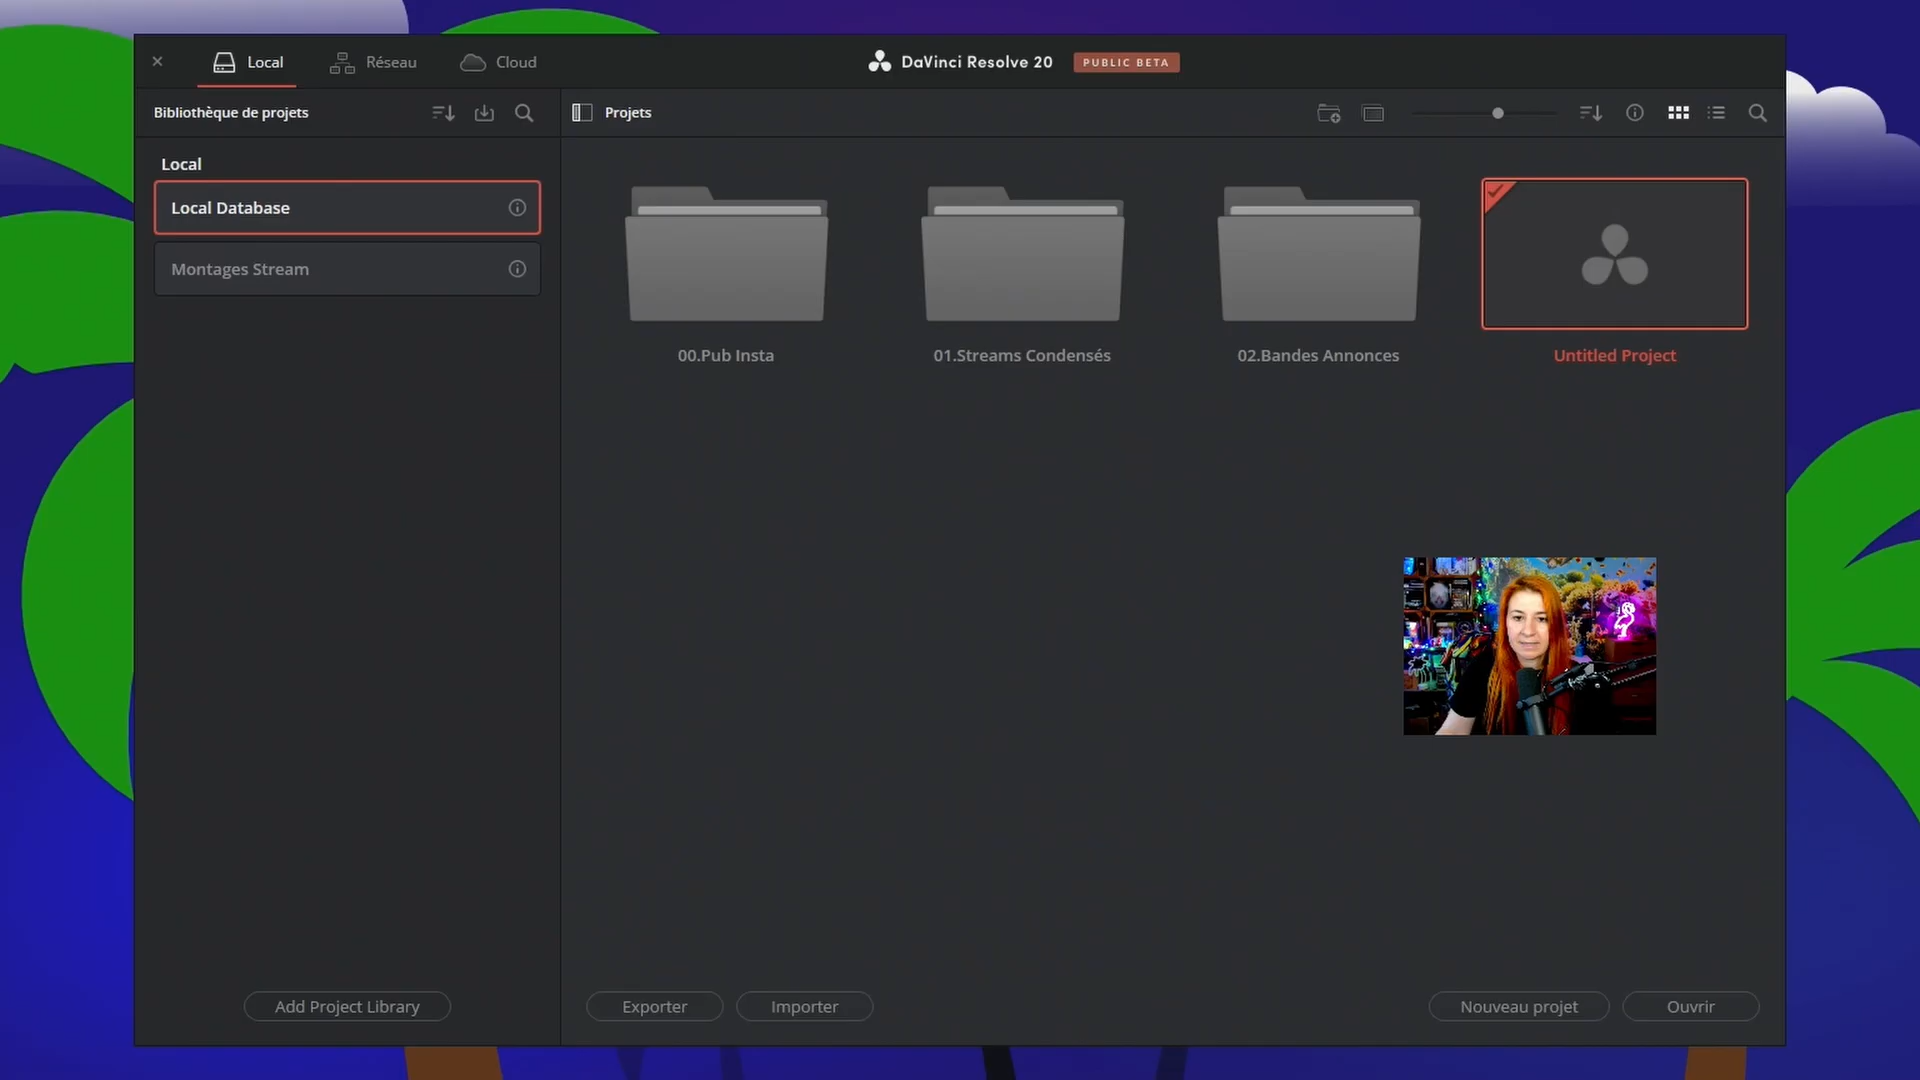 Local
Réseau
Cloud
DaVinci Resolve 20
PUBLIC BETA
Bibliothèque de projets
Projets
Local
Local Database
Montages Stream
00.Pub Insta
01.Streams Condensés
02.Bandes Annonces
Untitled Project
Add Project Library
Exporter
Importer
Nouveau projet
Ouvrir